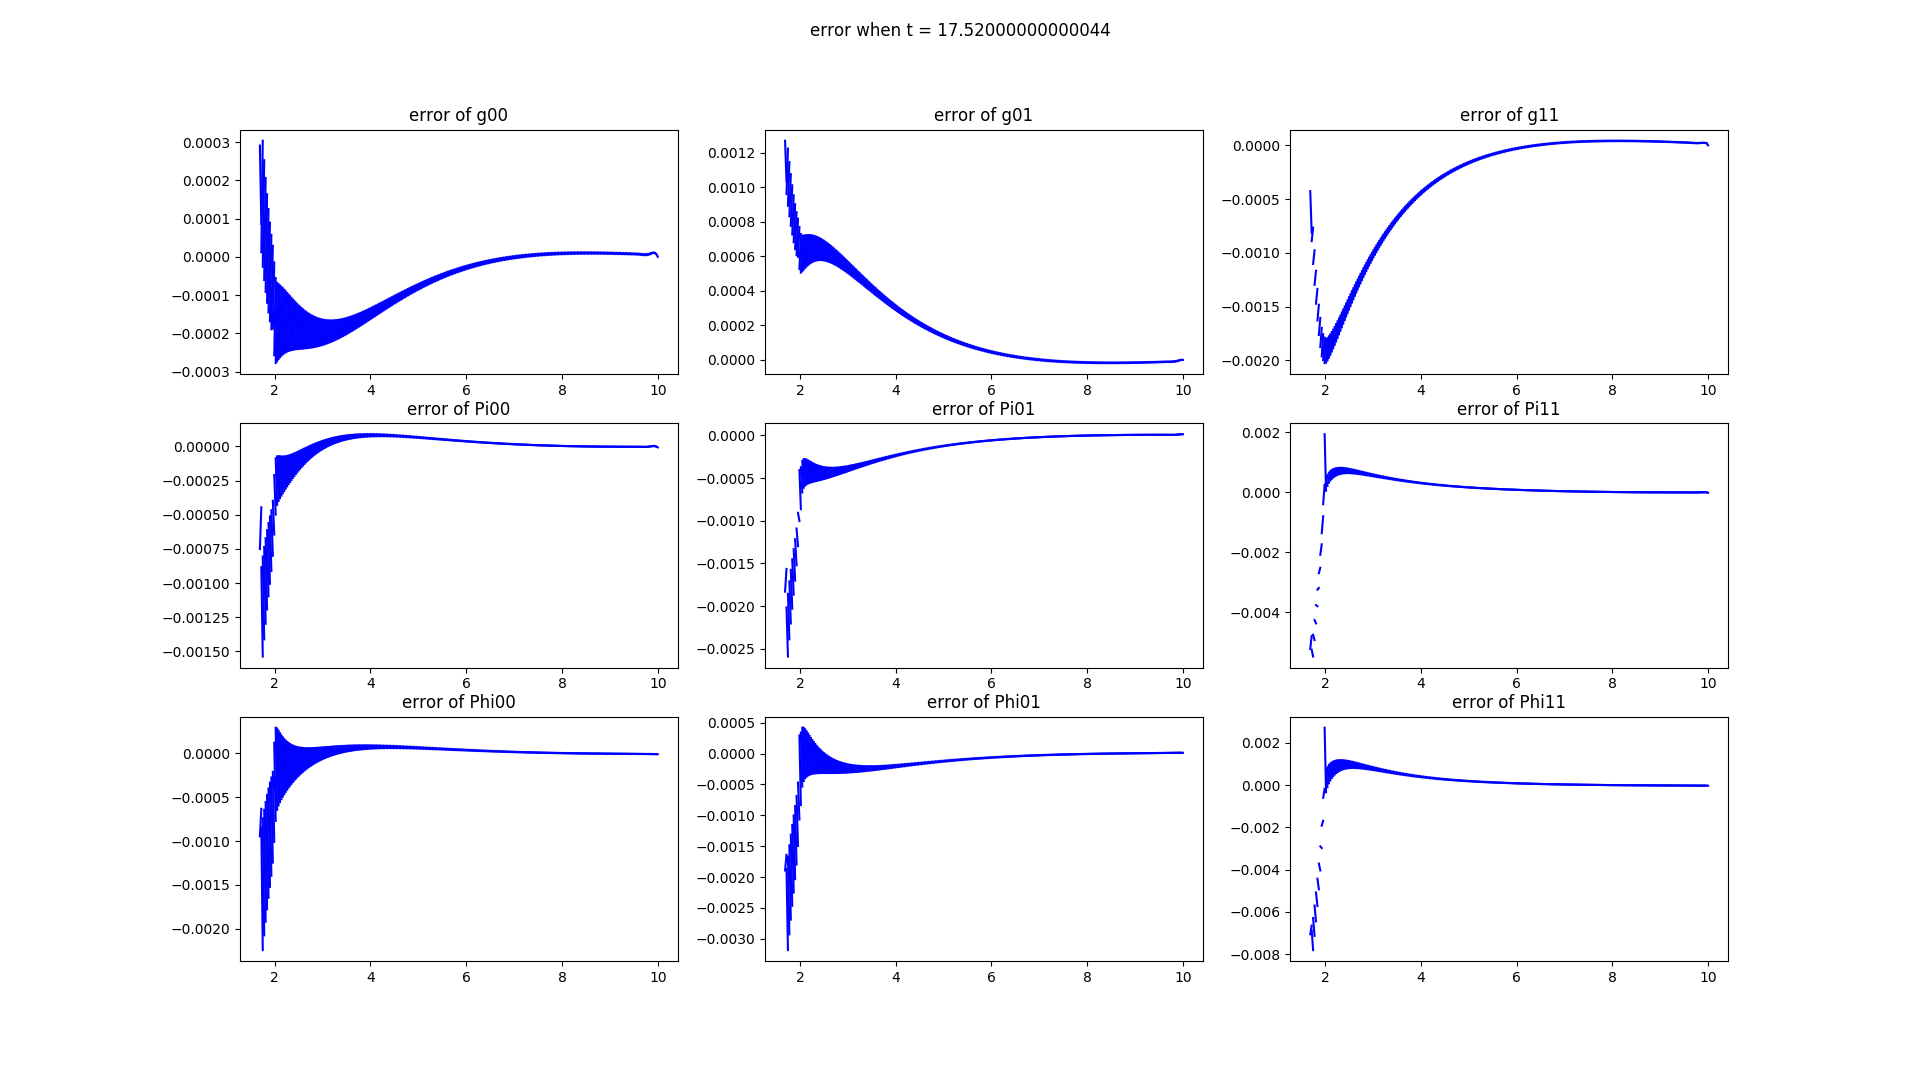 error when t = 17.52000000000044
error of g00
error of g01
error of g11
0.0003
0.0002
0.0001
0.0000
−0.0001
−0.0002
−0.0003
2 4 6 8 10
0.0012
0.0010
0.0008
0.0006
0.0004
0.0002
0.0000
2 4 6 8 10
0.0000
−0.0005
−0.0010
−0.0015
−0.0020
2 4 6 8 10
error of Pi00
error of Pi01
error of Pi11
0.00000
−0.00025
−0.00050
−0.00075
−0.00100
−0.00125
−0.00150
2 4 6 8 10
0.0000
−0.0005
−0.0010
−0.0015
−0.0020
−0.0025
2 4 6 8 10
0.002
0.000
−0.002
−0.004
2 4 6 8 10
error of Phi00
error of Phi01
error of Phi11
0.0000
−0.0005
−0.0010
−0.0015
−0.0020
2 4 6 8 10
0.0005
0.0000
−0.0005
−0.0010
−0.0015
−0.0020
−0.0025
−0.0030
2 4 6 8 10
0.002
0.000
−0.002
−0.004
−0.006
−0.008
2 4 6 8 10